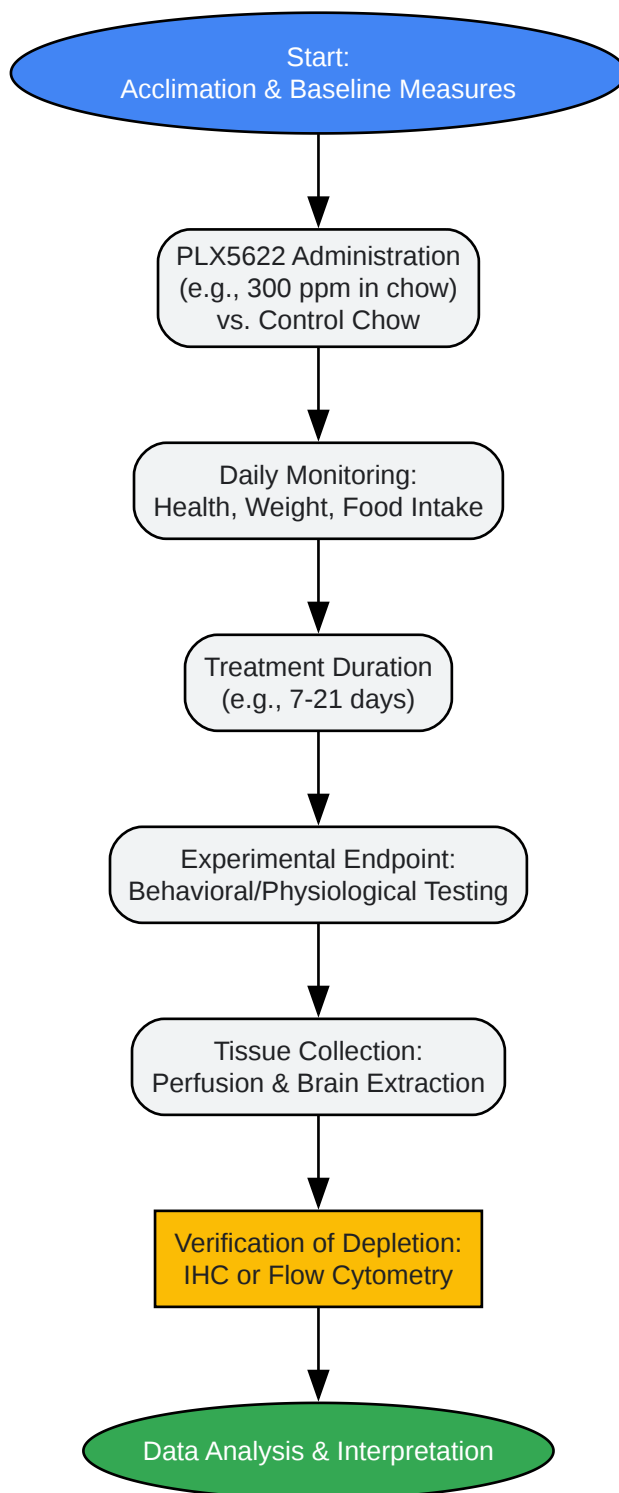 Start:
Acclimation & Baseline Measures
PLX5622 Administration
(e.g., 300 ppm in chow)
vs. Control Chow
Daily Monitoring:
Health, Weight, Food Intake
Treatment Duration
(e.g., 7-21 days)
Experimental Endpoint:
Behavioral/Physiological Testing
Tissue Collection:
Perfusion & Brain Extraction
Verification of Depletion:
IHC or Flow Cytometry
Data Analysis & Interpretation